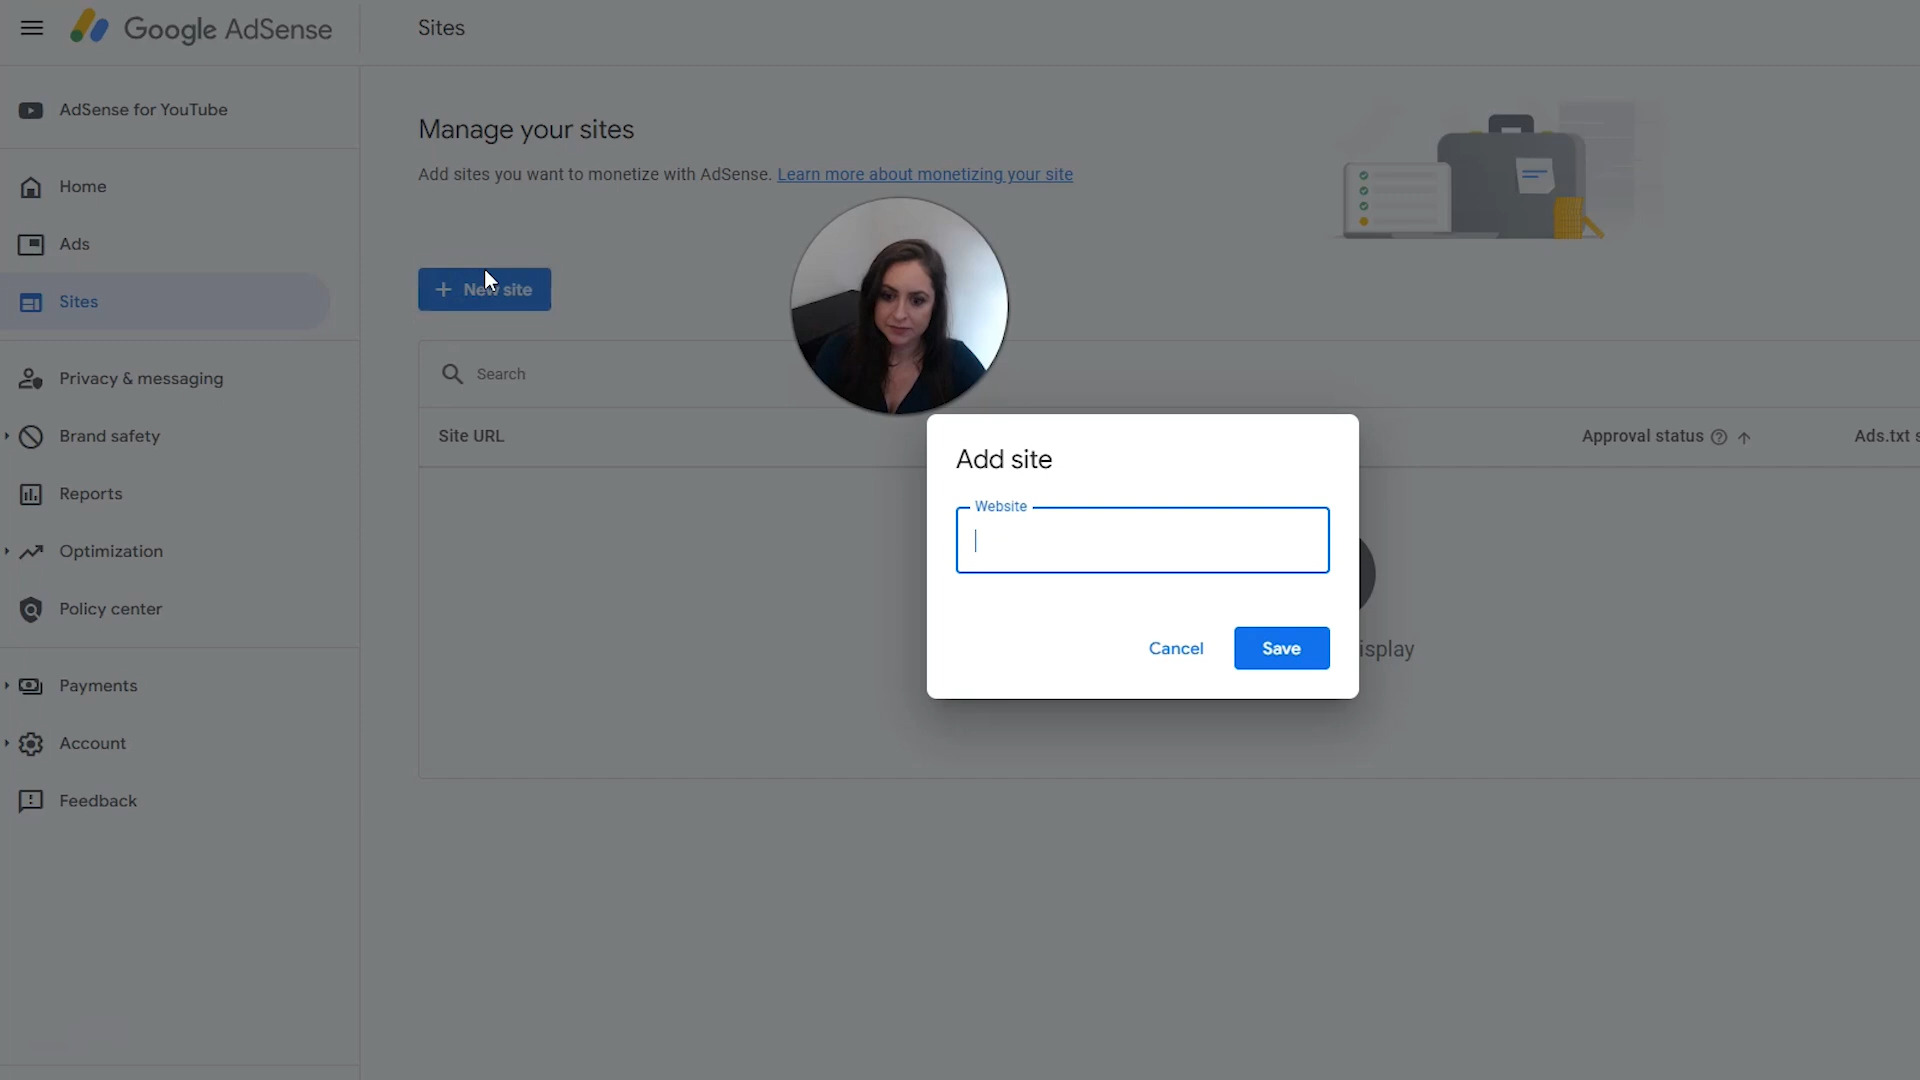 Google AdSense
Sites
AdSense for YouTube
Home
Ads
Sites
Privacy & messaging
Brand safety
Reports
Optimization
Policy center
Payments
Account
Feedback
Manage your sites
Add sites you want to monetize with AdSense. Learn more about monetizing your site
+ New site
Search
Site URL
Approval status
Ads.txt s
Add site
Website
Cancel
Save
isplay